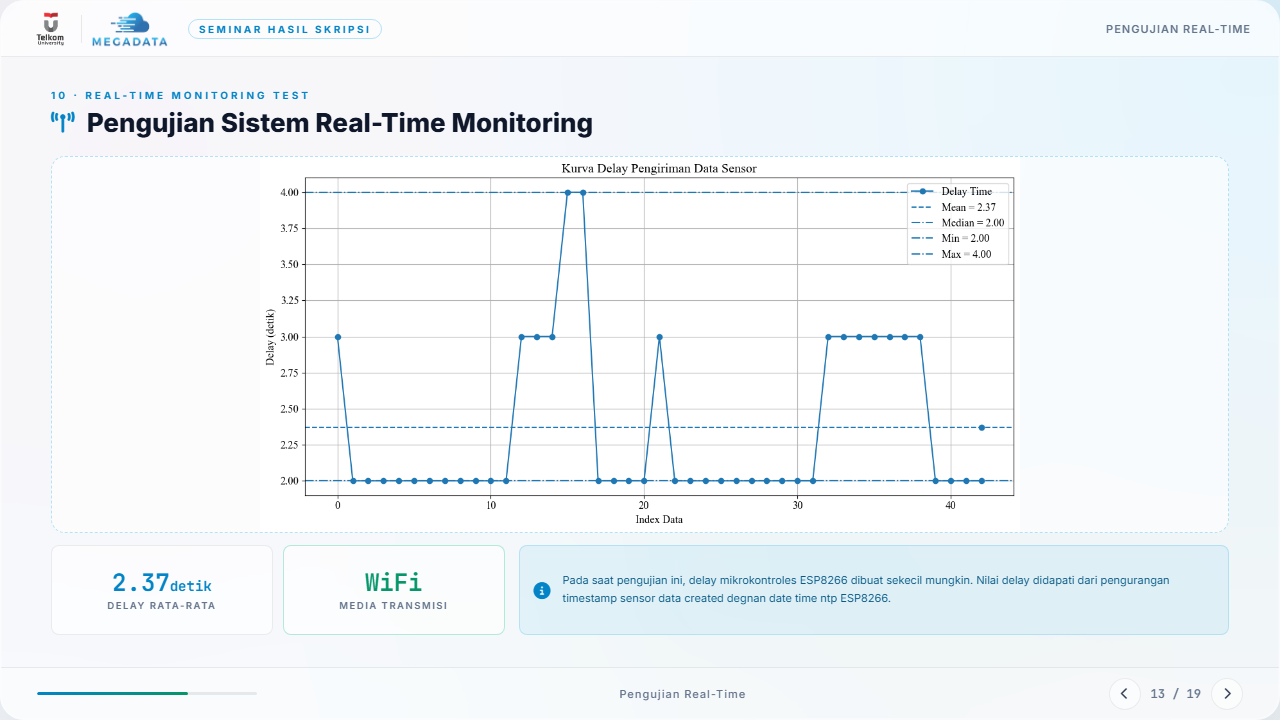 Telkom
University
MEGADATA
SEMINAR HASIL SKRIPSI
PENGUJIAN REAL-TIME
10 · REAL-TIME MONITORING TEST
Pengujian Sistem Real-Time Monitoring
Kurva Delay Pengiriman Data Sensor
Delay Time
Mean = 2.37
Median = 2.00
Min = 2.00
Max = 4.00
4.00
3.75
3.50
3.25
3.00
2.75
2.50
2.25
2.00
Delay (detik)
0 10 20 30 40
Index Data
2.37detik
DELAY RATA-RATA
WiFi
MEDIA TRANSMISI
Pada saat pengujian ini, delay mikrokontroles ESP8266 dibuat sekecil mungkin. Nilai delay didapati dari pengurangan
timestamp sensor data created degnan date time ntp ESP8266.
Pengujian Real-Time
13 / 19